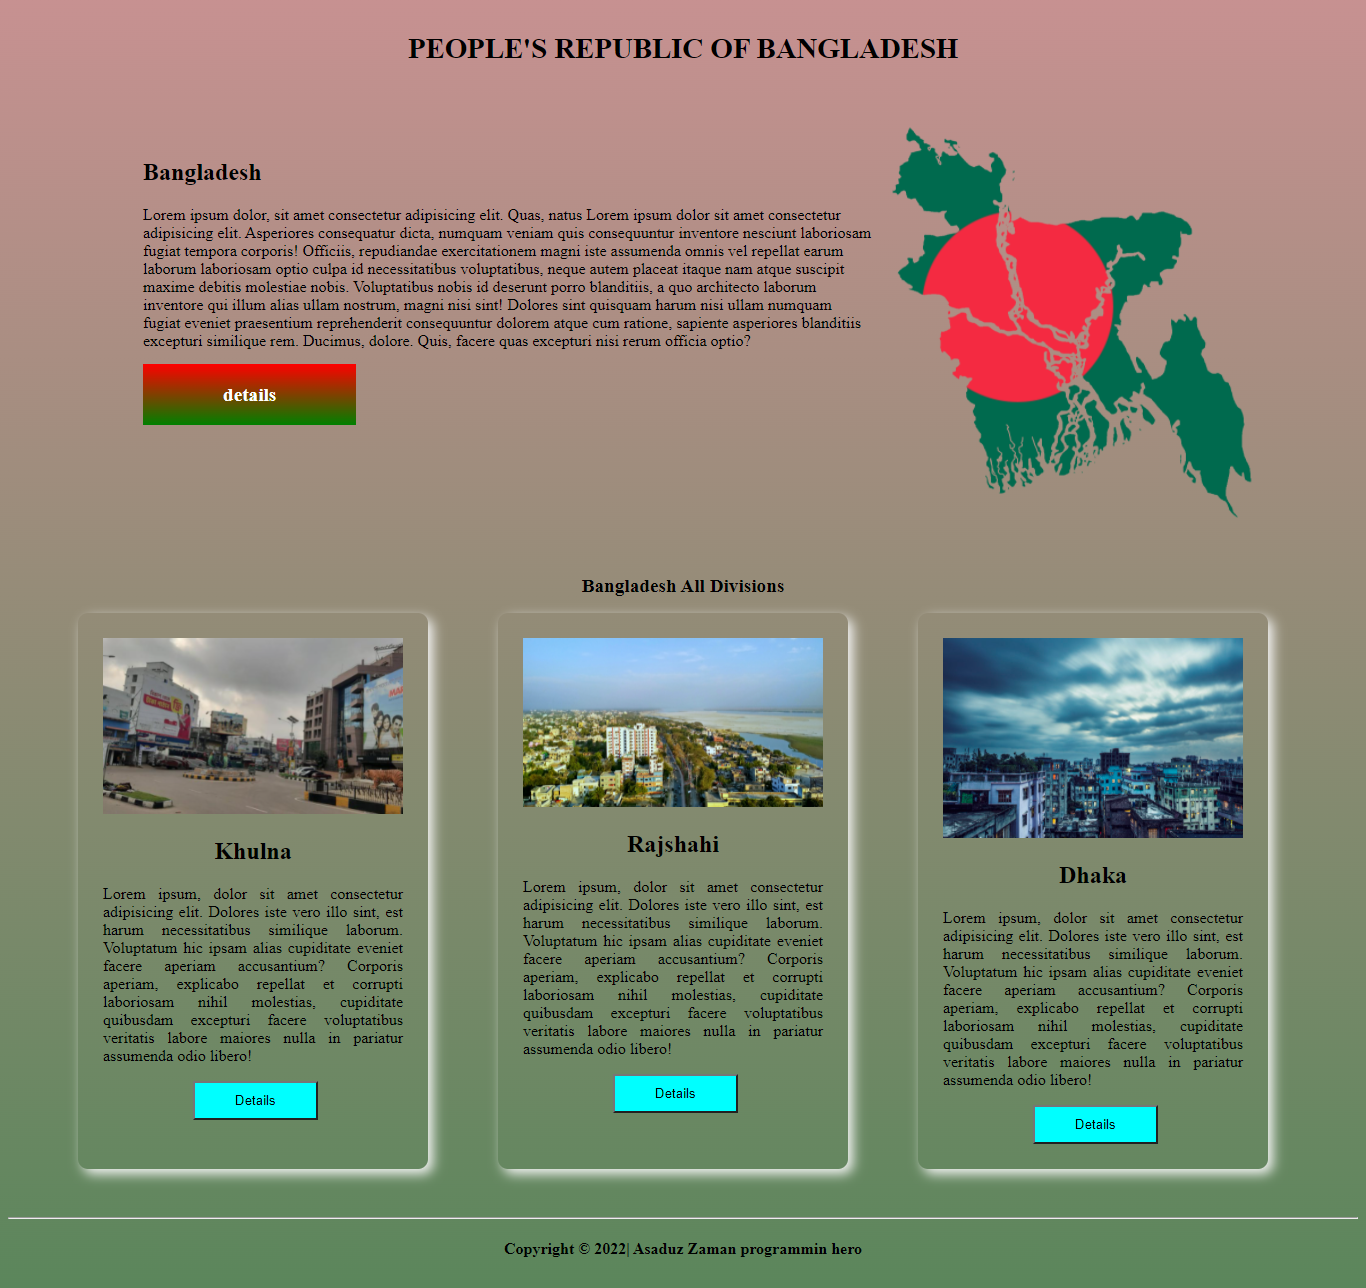 PEOPLE'S REPUBLIC OF BANGLADESH
Bangladesh
Lorem ipsum dolor, sit amet consectetur adipisicing elit. Quas, natus Lorem ipsum dolor sit amet consectetur
adipisicing elit. Asperiores consequatur dicta, numquam veniam quis consequuntur inventore nesciunt laboriosam
fugiat tempora corporis! Officiis, repudiandae exercitationem magni iste assumenda omnis vel repellat earum
laborum laboriosam optio culpa id necessitatibus voluptatibus, neque autem placeat itaque nam atque suscipit
maxime debitis molestiae nobis. Voluptatibus nobis id deserunt porro blanditiis, a quo architecto laborum
inventore qui illum alias ullam nostrum, magni nisi sint! Dolores sint quisquam harum nisi ullam numquam
fugiat eveniet praesentium reprehenderit consequuntur dolorem atque cum ratione, sapiente asperiores blanditiis
excepturi similique rem. Ducimus, dolore. Quis, facere quas excepturi nisi rerum officia optio?
details
Bangladesh All Divisions
Khulna
Lorem ipsum, dolor sit amet consectetur
adipisicing elit. Dolores iste vero illo sint, est
harum necessitatibus similique laborum.
Voluptatum hic ipsam alias cupiditate eveniet
facere aperiam accusantium? Corporis
aperiam, explicabo repellat et corrupti
laboriosam nihil molestias, cupiditate
quibusdam excepturi facere voluptatibus
veritatis labore maiores nulla in pariatur
assumenda odio libero!
Details
Rajshahi
Lorem ipsum, dolor sit amet consectetur
adipisicing elit. Dolores iste vero illo sint, est
harum necessitatibus similique laborum.
Voluptatum hic ipsam alias cupiditate eveniet
facere aperiam accusantium? Corporis
aperiam, explicabo repellat et corrupti
laboriosam nihil molestias, cupiditate
quibusdam excepturi facere voluptatibus
veritatis labore maiores nulla in pariatur
assumenda odio libero!
Details
Dhaka
Lorem ipsum, dolor sit amet consectetur
adipisicing elit. Dolores iste vero illo sint, est
harum necessitatibus similique laborum.
Voluptatum hic ipsam alias cupiditate eveniet
facere aperiam accusantium? Corporis
aperiam, explicabo repellat et corrupti
laboriosam nihil molestias, cupiditate
quibusdam excepturi facere voluptatibus
veritatis labore maiores nulla in pariatur
assumenda odio libero!
Details
Copyright © 2022| Asaduz Zaman programmin hero